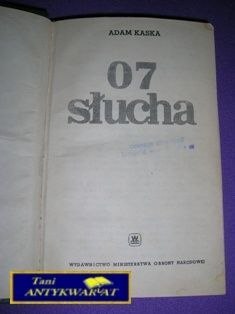 ADAM KASKA
07
słucha
WYDAWNICTWO MINISTERSTWA OBRONY NARODOWEJ
Tani
ANTYKWARIAT